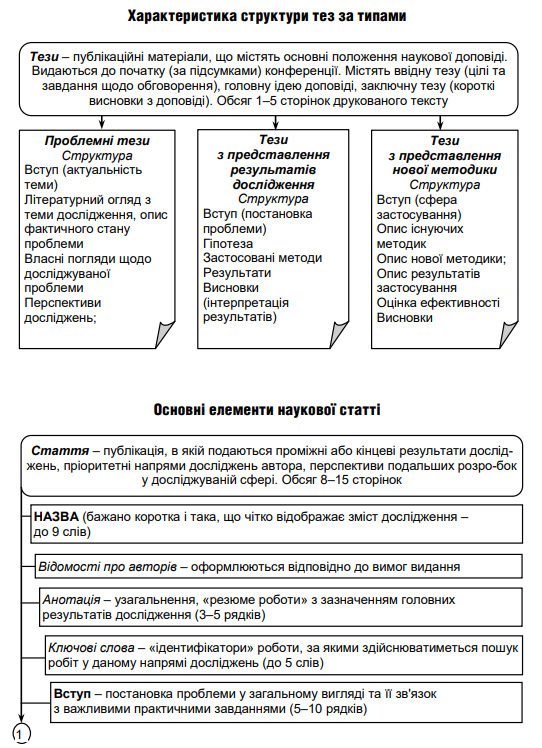 Характеристика структури тез за типами
Тези – публікаційні матеріали, що містять основні положення наукової доповіді.
Видаються до початку (за підсумками) конференції. Містять ввідну тезу (цілі та
завдання щодо обговорення), головну ідею доповіді, заключну тезу (короткі
висновки з доповіді). Обсяг 1–5 сторінок друкованого тексту
Проблемні тези
Структура
Вступ (актуальність
теми)
Літературний огляд з
теми дослідження, опис
фактичного стану
проблеми
Власні погляди щодо
досліджуваної
проблеми
Перспективи
досліджень;
Тези
з представлення
результатів
дослідження
Структура
Вступ (постановка
проблеми)
Гіпотеза
Застосовані методи
Результати
Висновки
(інтерпретація
результатів)
Тези
з представлення
нової методики
Структура
Вступ (сфера
застосування)
Опис існуючих
методик
Опис нової методики;
Опис результатів
застосування
Оцінка ефективності
Висновки
Основні елементи наукової статті
Стаття – публікація, в якій подаються проміжні або кінцеві результати дослід-
жень, пріоритетні напрями досліджень автора, перспективи подальших розро-бок
у досліджуваній сфері. Обсяг 8–15 сторінок
НАЗВА (бажано коротка і така, що чітко відображає зміст дослідження –
до 9 слів)
Відомості про авторів – оформлюються відповідно до вимог видання
Анотація – узагальнення, «резюме роботи» з зазначенням головних
результатів дослідження (3–5 рядків)
Ключові слова – «ідентифікатори» роботи, за якими здійснюватиметься пошук
робіт у даному напрямі досліджень (до 5 слів)
Вступ – постановка проблеми у загальному вигляді та її зв'язок
з важливими практичними завданнями (5–10 рядків)
1